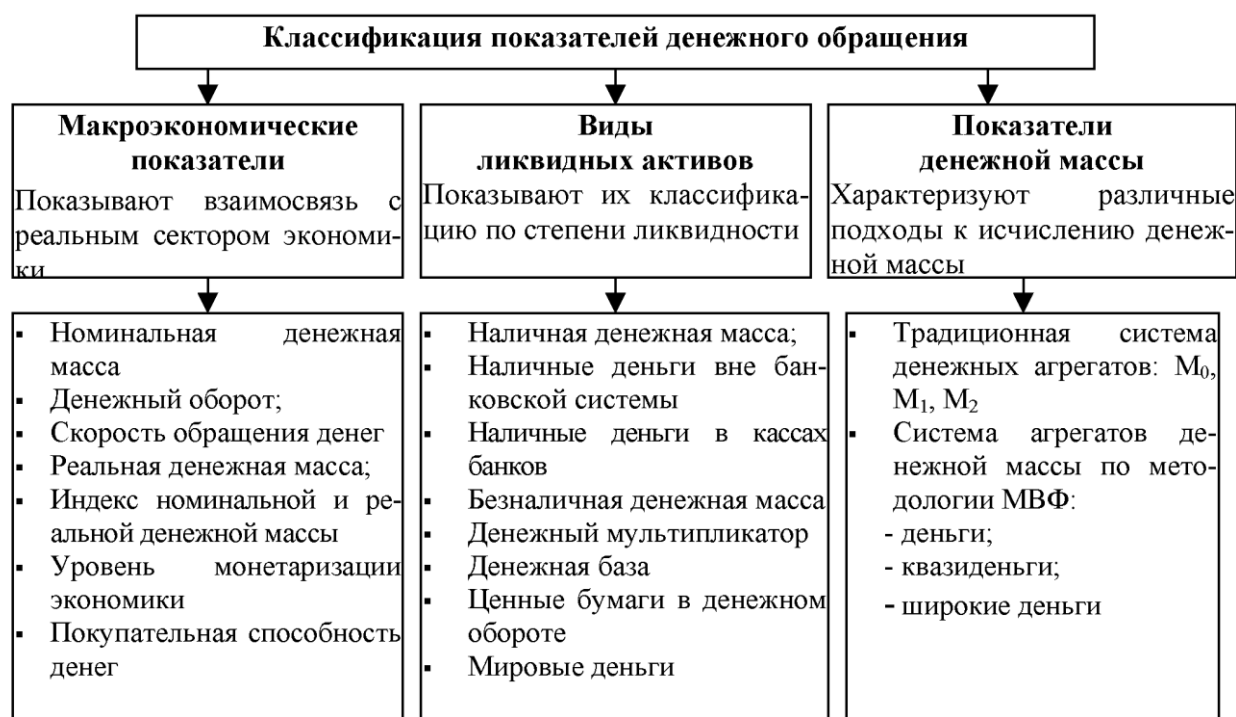 Классификация показателей денежного обращения
Макроэкономические
показатели
Показывают взаимосвязь с
реальным сектором экономи-
ки
Виды
ликвидных активов
Показывают их классифика-
цию по степени ликвидности
Показатели
денежной массы
Характеризуют различные
подходы к исчислению денеж-
ной массы
▪ Номинальная денежная
масса
▪ Денежный оборот;
▪ Скорость обращения денег
▪ Реальная денежная масса;
▪ Индекс номинальной и ре-
альной денежной массы
▪ Уровень монетаризации
экономики
▪ Покупательная способность
денег
▪ Наличная денежная масса;
▪ Наличные деньги вне бан-
ковской системы
▪ Наличные деньги в кассах
банков
▪ Безналичная денежная масса
▪ Денежный мультипликатор
▪ Денежная база
▪ Ценные бумаги в денежном
обороте
▪ Мировые деньги
▪ Традиционная система
денежных агрегатов: М₀,
М₁, М₂
▪ Система агрегатов де-
нежной массы по мето-
дологии МВФ:
- деньги;
- квазиденьги;
- широкие деньги